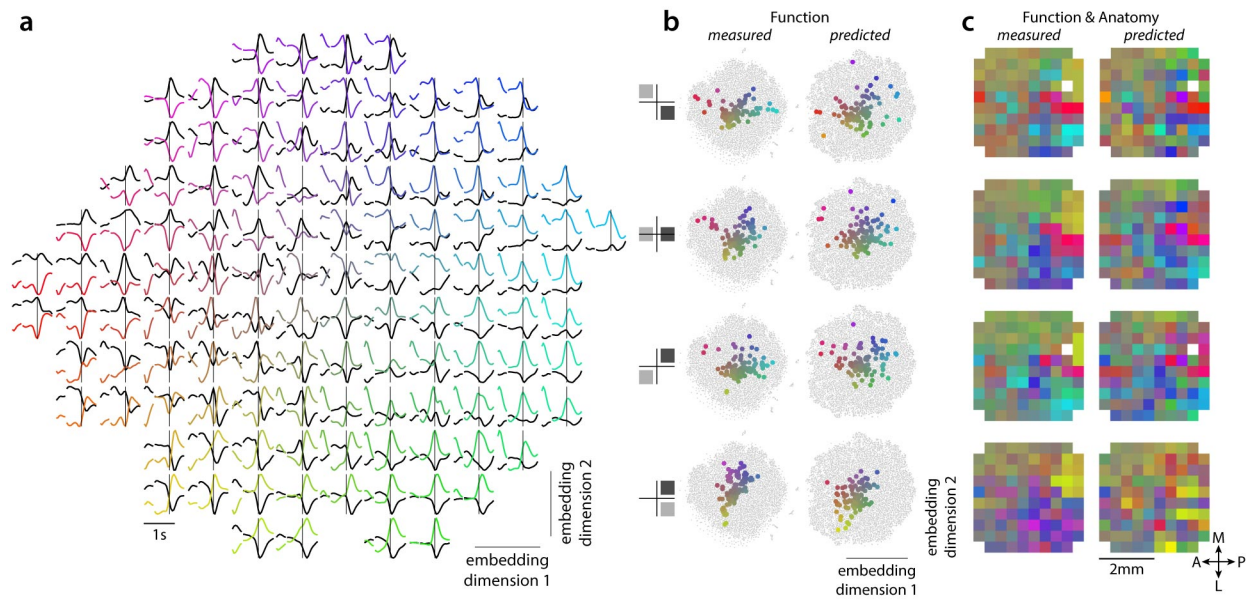 a
1s
embedding
dimension 1
embedding
dimension 2
b
Function
measured
predicted
embedding
dimension 1
embedding
dimension 2
c
Function & Anatomy
measured
predicted
2mm
M
A
P
L